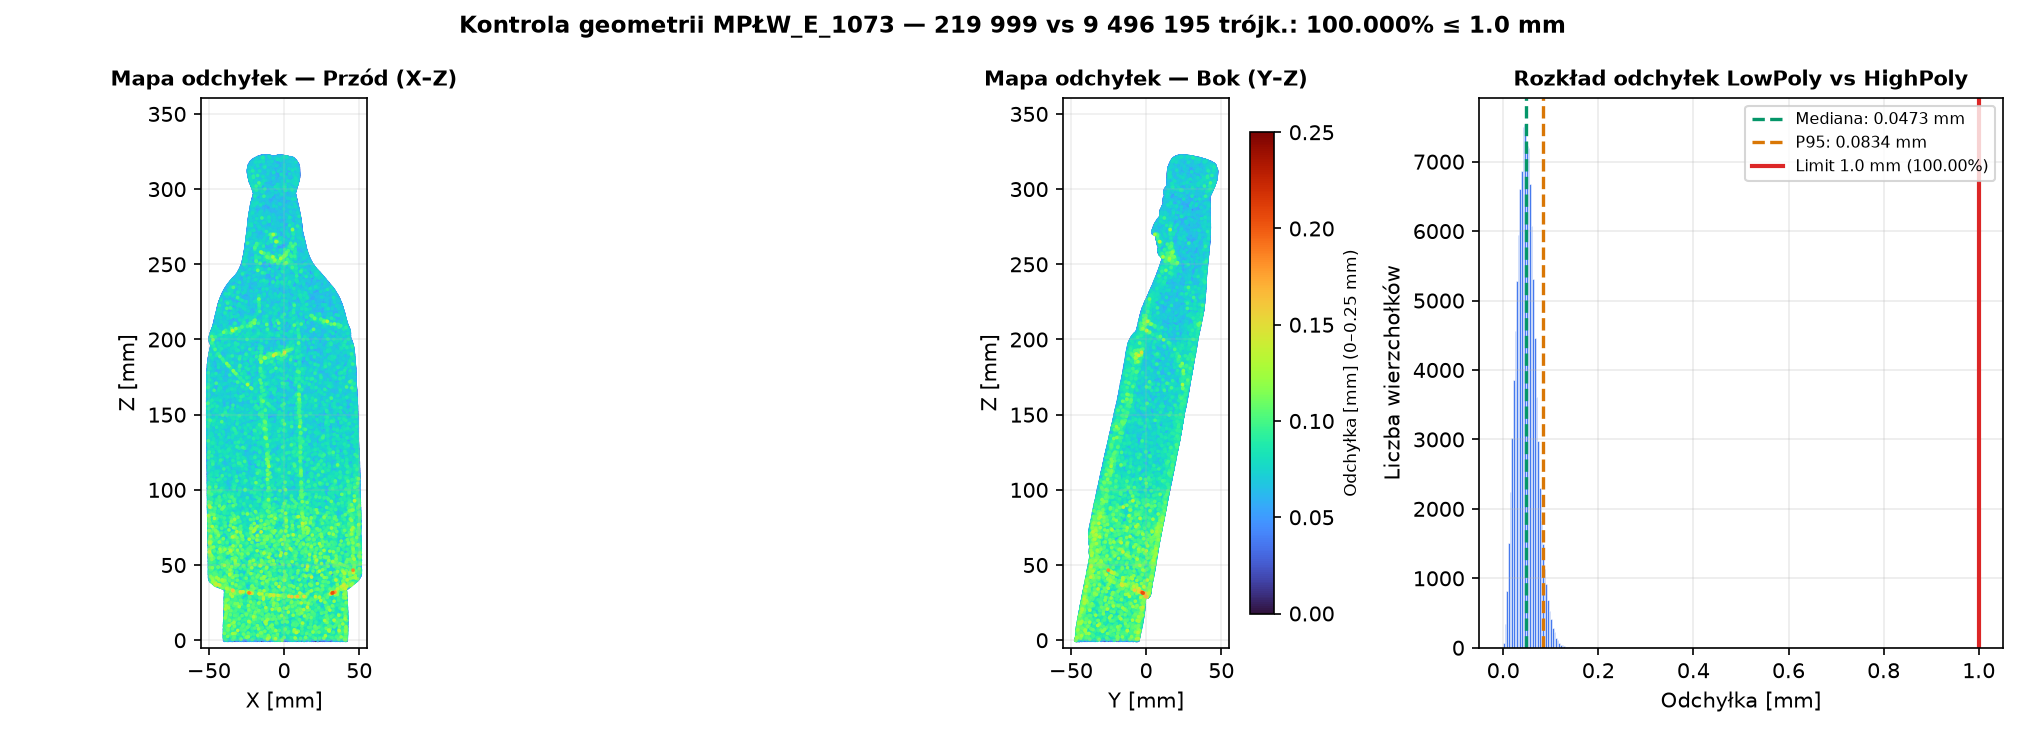 Kontrola geometrii MPŁW_E_1073 — 219 999 vs 9 496 195 trójk.: 100.000% ≤ 1.0 mm
Mapa odchyłek — Przód (X–Z)
350
300
250
200
150
100
50
0
Z [mm]
−50 0 50
X [mm]
Mapa odchyłek — Bok (Y–Z)
350
300
250
200
150
100
50
0
Z [mm]
−50 0 50
Y [mm]
0.25
0.20
0.15
0.10
0.05
0.00
Odchyłka [mm] (0–0.25 mm)
Rozkład odchyłek LowPoly vs HighPoly
Mediana: 0.0473 mm
P95: 0.0834 mm
Limit 1.0 mm (100.00%)
7000
6000
5000
4000
3000
2000
1000
0
Liczba wierzchołków
0.0 0.2 0.4 0.6 0.8 1.0
Odchyłka [mm]